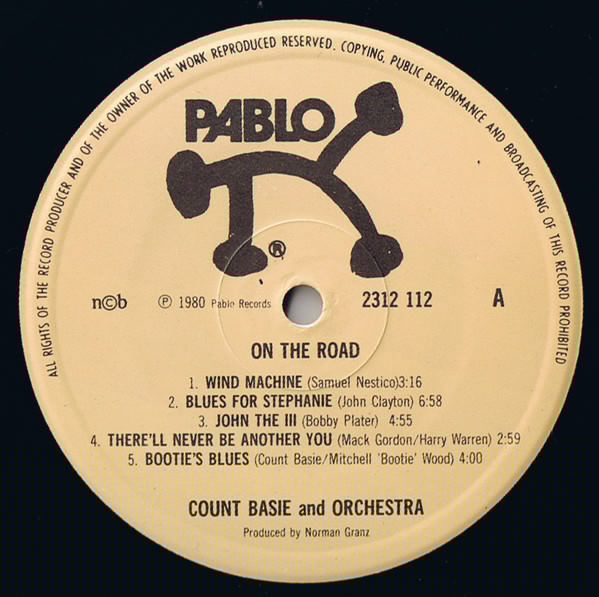 ALL RIGHTS OF THE RECORD PRODUCER AND OF THE OWNER OF THE WORK REPRODUCED RESERVED. COPYING, PUBLIC PERFORMANCE AND BROADCASTING OF THIS RECORD PROHIBITED
PABLO
®
n©b ℗ 1980 Pablo Records 2312 112 A
ON THE ROAD
1. WIND MACHINE (Samuel Nestico)3:16
2. BLUES FOR STEPHANIE (John Clayton) 6:58
3. JOHN THE III (Bobby Plater) 4:55
4. THERE'LL NEVER BE ANOTHER YOU (Mack Gordon/Harry Warren) 2:59
5. BOOTIE'S BLUES (Count Basie/Mitchell 'Bootie' Wood) 4:00
COUNT BASIE and ORCHESTRA
Produced by Norman Granz